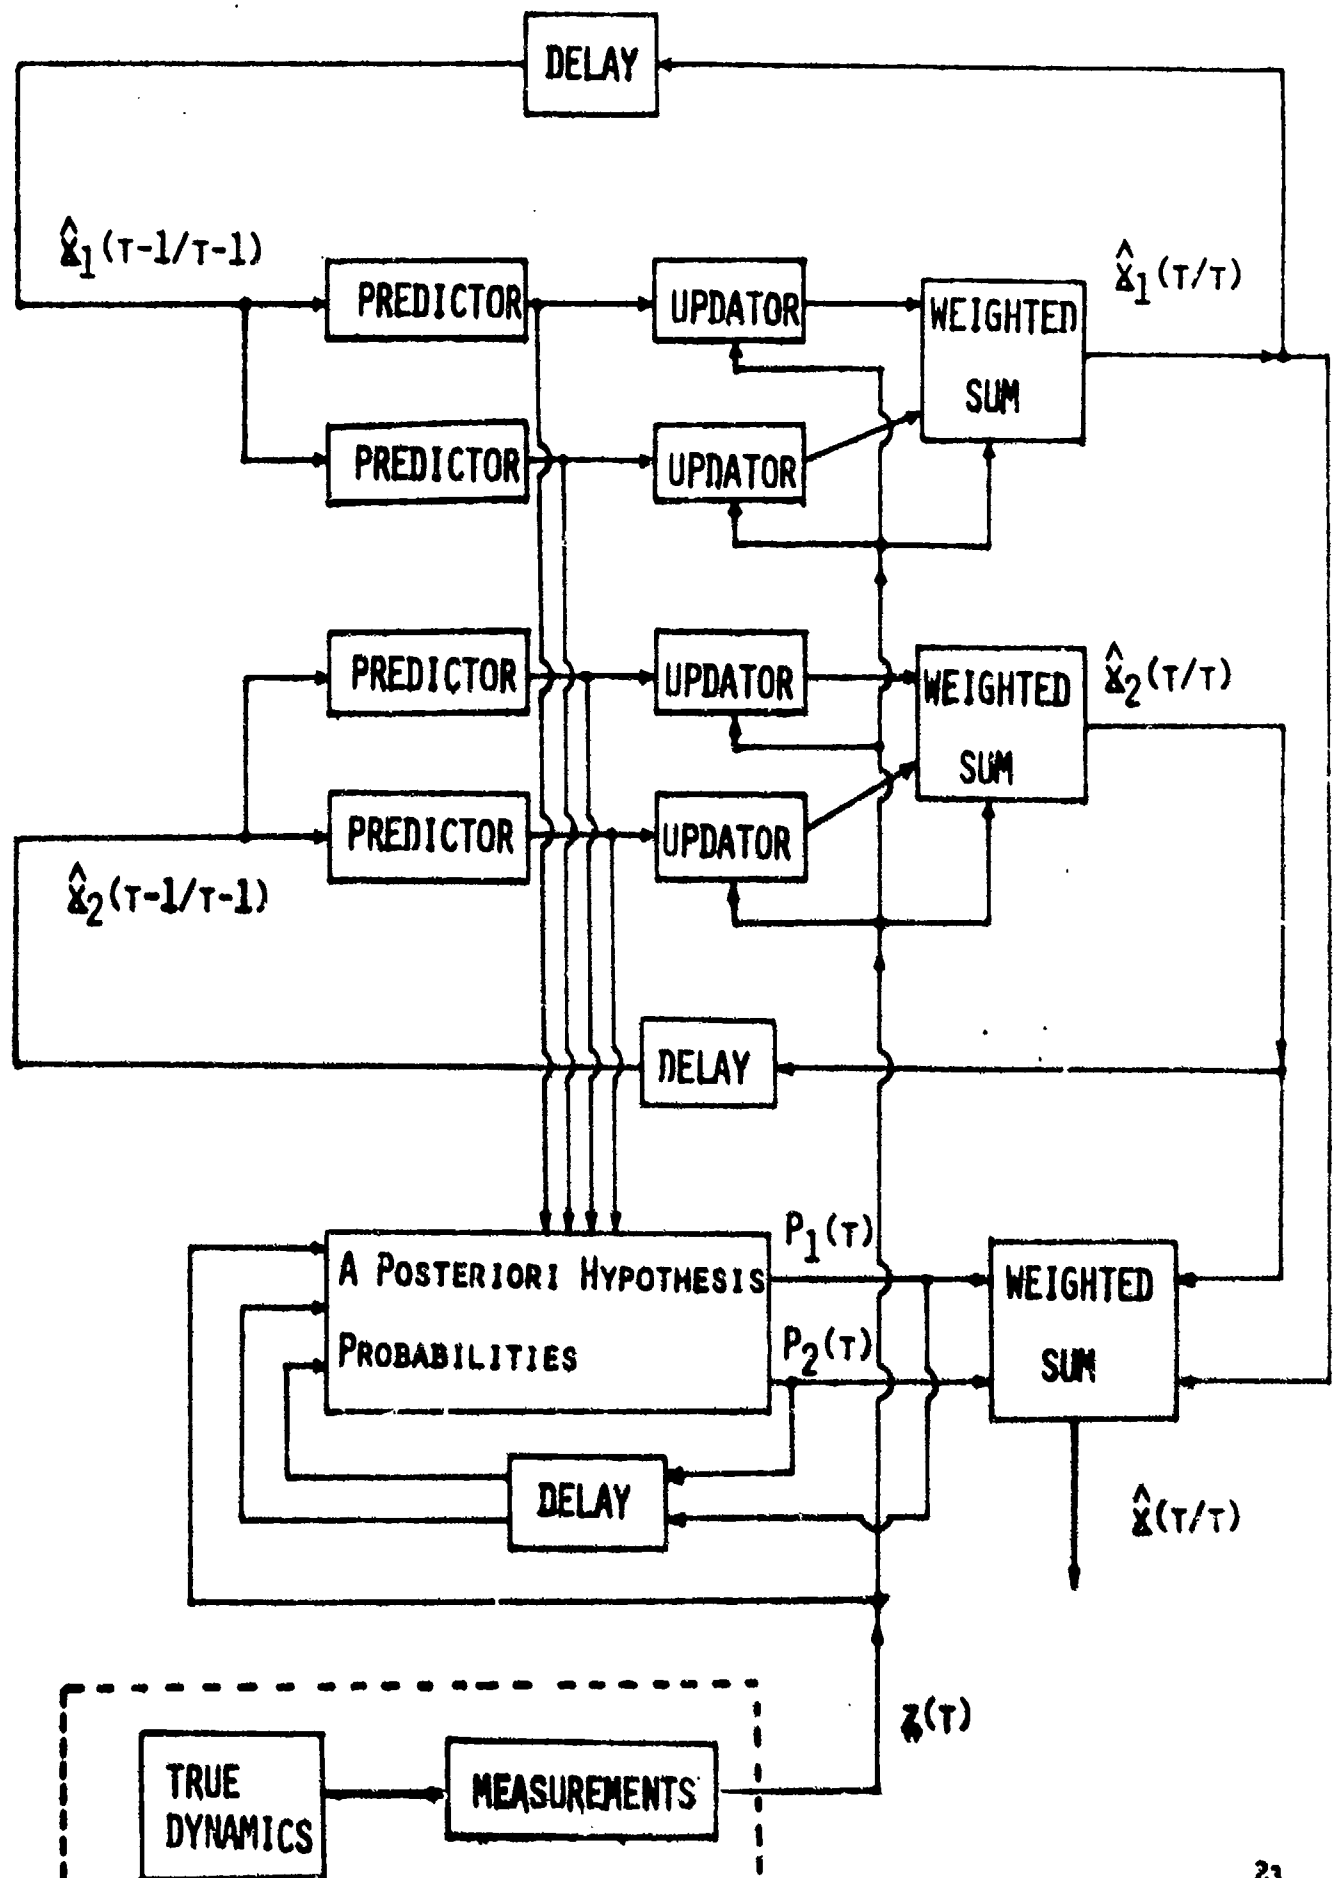 DELAY
x̂₁(T-1/T-1)
PREDICTOR
UPDATOR
WEIGHTED
SUM
x̂₁(T/T)
PREDICTOR
UPDATOR
PREDICTOR
UPDATOR
WEIGHTED
SUM
x̂₂(T/T)
PREDICTOR
UPDATOR
x̂₂(T-1/T-1)
DELAY
A POSTERIORI HYPOTHESIS
PROBABILITIES
P₁(T)
P₂(T)
WEIGHTED
SUM
DELAY
x̂(T/T)
z(T)
TRUE
DYNAMICS
MEASUREMENTS
23